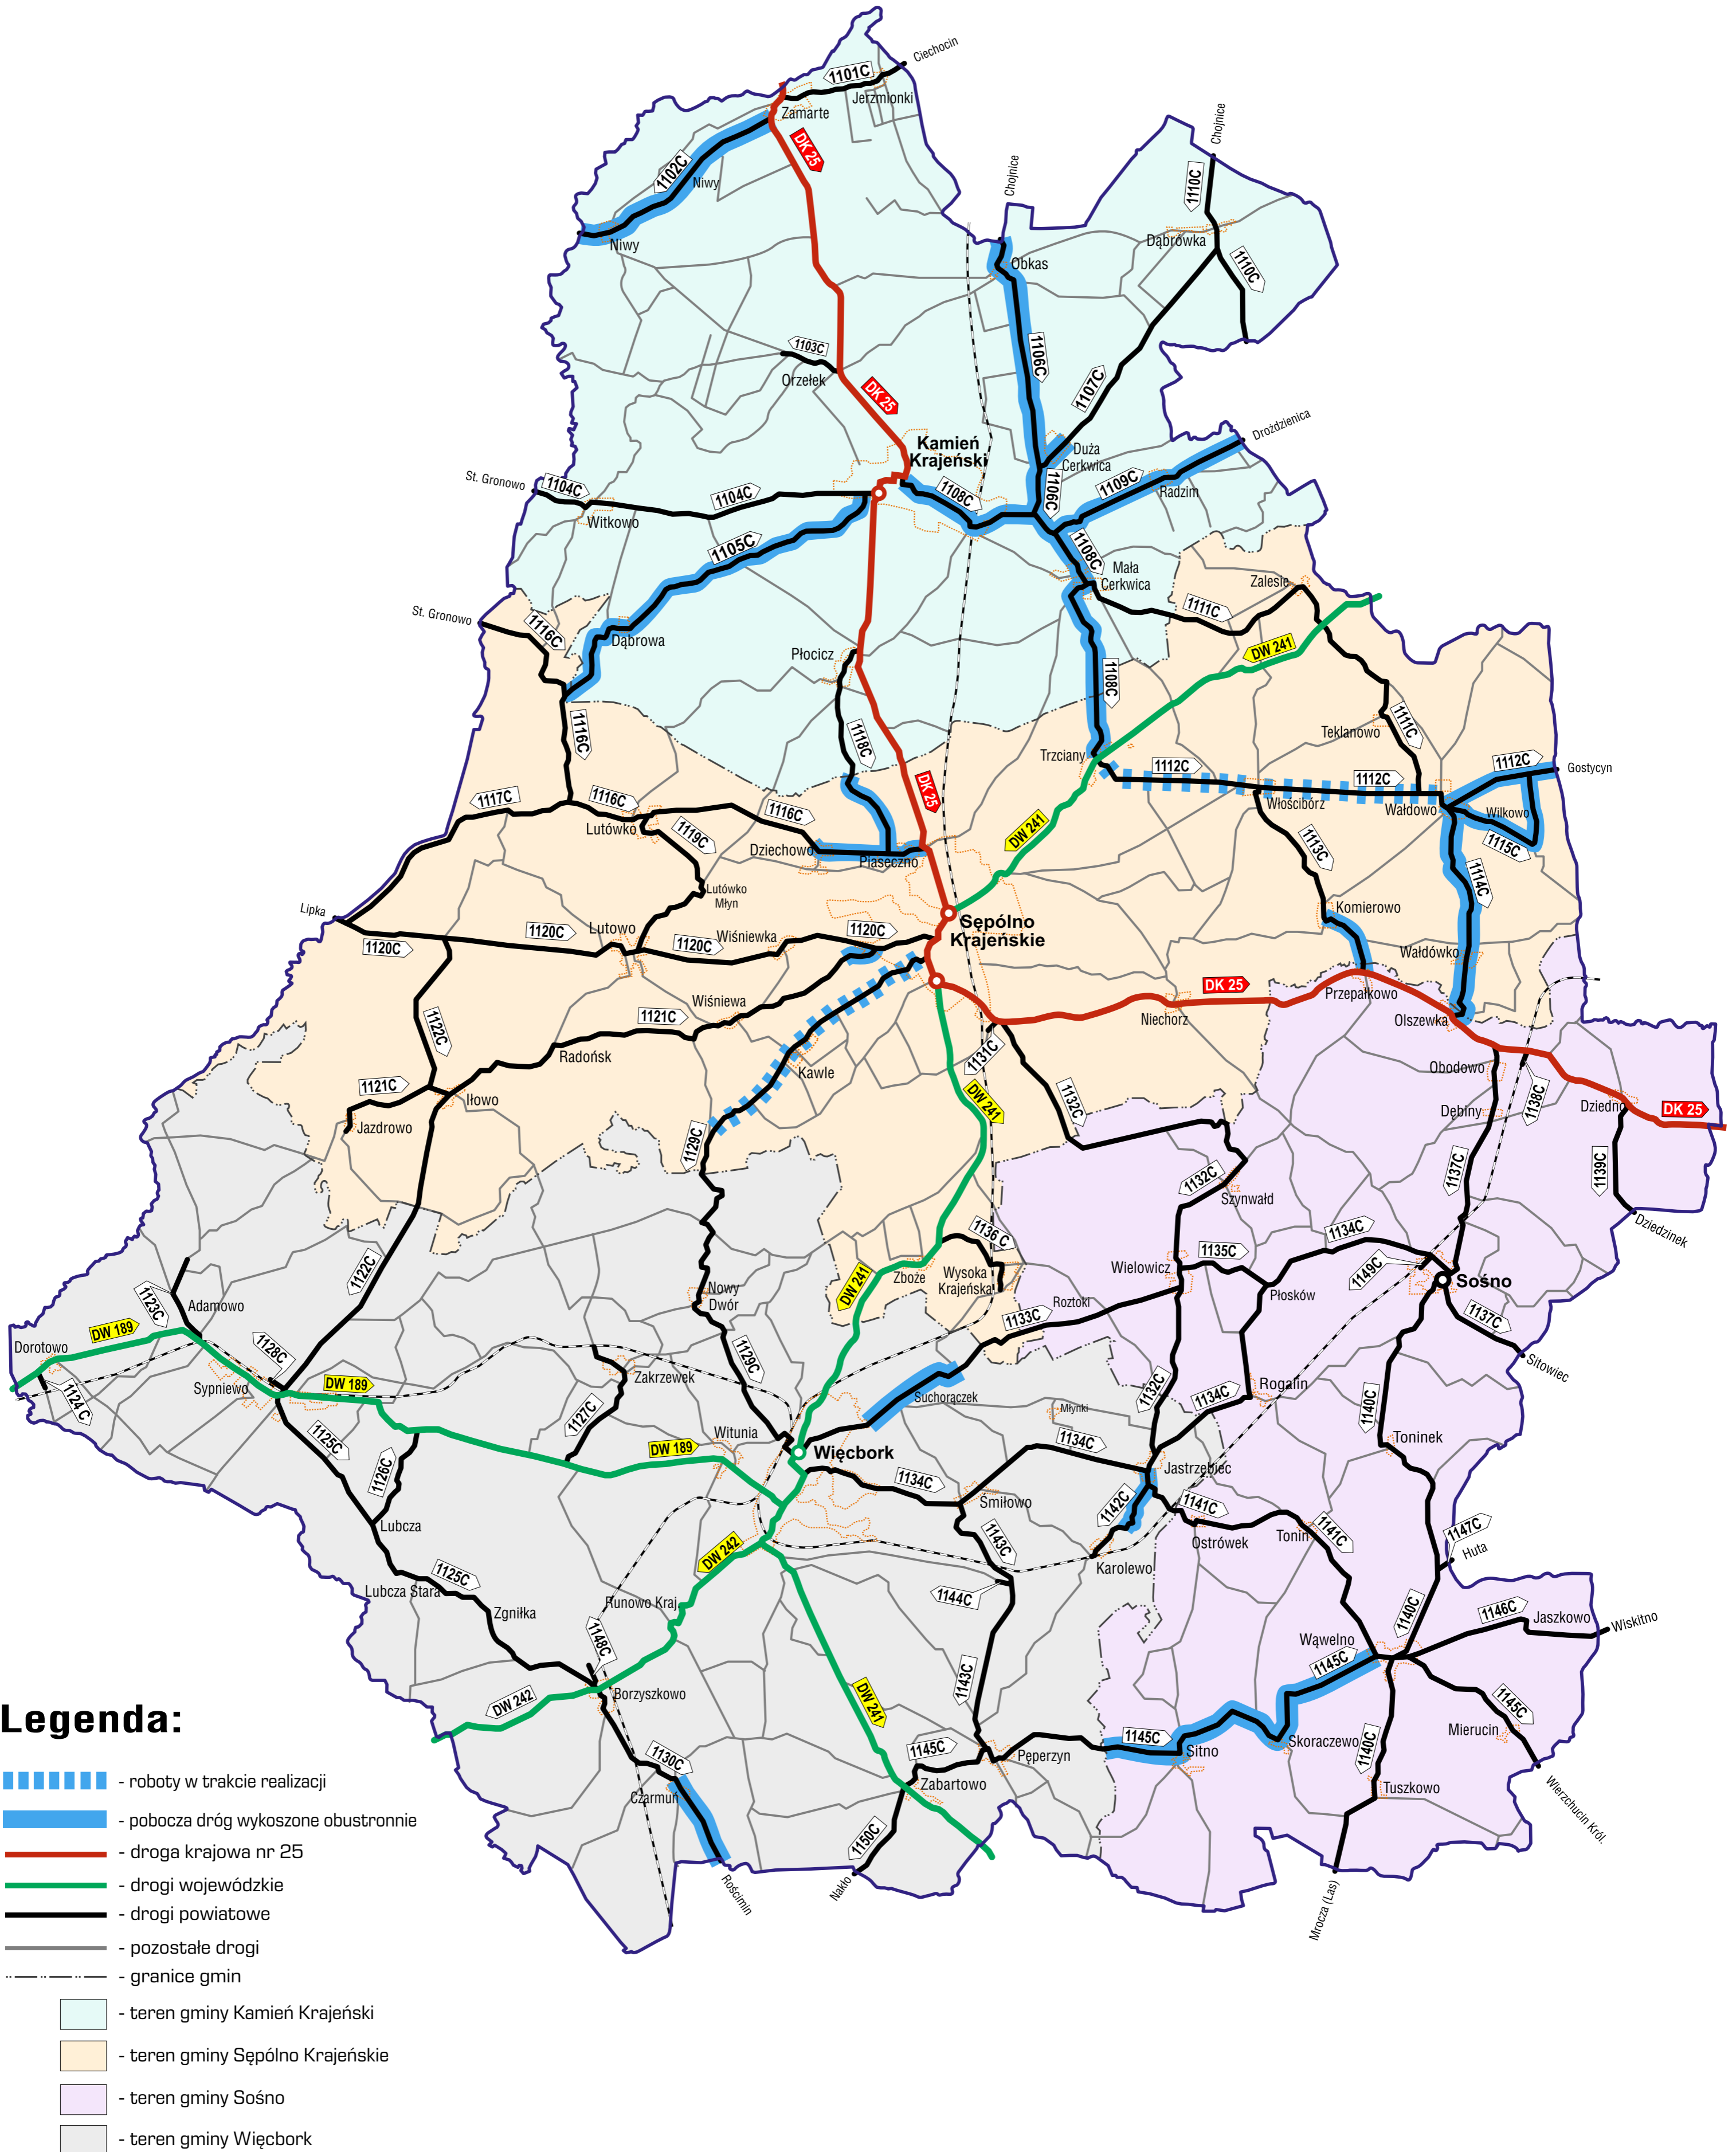 Ciechocin
1101C
Jerzmionki
Zamarte
DK 25
1102C
Niwy
Niwy
Chojnice
Chojnice
1110C
Dąbrówka
1110C
Obkas
1106C
1107C
1103C
Orzełek
DK 25
Kamień
Krajeński
Duża
Cerkwica
Drożdzienica
St. Gronowo
1104C
1104C
Witkowo
1108C
1106C
1109C
Radzim
1105C
1108C
Mała
Cerkwica
Zalesie
St. Gronowo
1116C
Dąbrowa
1111C
DW 241
Płocicz
1108C
1116C
1118C
Teklanowo
1111C
Trzciany
1112C
1112C
1112C
Gostycyn
DK 25
1117C
1116C
Lutówko
1116C
1119C
Włościbórz
Wałdowo
Wilkowo
1115C
Dziechowo
Piaseczno
DW 241
1113C
1114C
Lutówko
Młyn
Lipka
Komierowo
1120C
1120C
Lutowo
1120C
Wiśniewka
1120C
Sępólno
Krajeńskie
Wałdówko
Wiśniewa
DK 25
Niechorz
Przepałkowo
Olszewka
1122C
1121C
Radońsk
1131C
Kawle
Obodowo
1138C
1121C
Iłowo
Jazdrowo
DW 241
1132C
Dębiny
Dziedno
DK 25
1129C
1137C
1139C
1132C
Szynwałd
Dziedzinek
1136 C
1134C
1135C
Wielowicz
1149C
Sośno
1122C
Zboże
Wysoka
Krajeńska
DW 241
Nowy
Dwór
Roztoki
1133C
Płosków
1137C
Sitowiec
1123C
Adamowo
DW 189
Dorotowo
1128C
1129C
1124 C
Sypniewo
DW 189
Zakrzewek
Suchorączek
1132C
Rogalin
1134C
1127C
Młynki
1140C
1125C
1126C
Witunia
DW 189
Więcbork
1134C
Toninek
1134C
Jastrzębiec
Śmiłowo
1142C
1141C
Ostrówek
Tonin
1141C
Lubcza
1143C
1147C
Huta
DW 242
Karolewo
Lubcza Stara
1125C
1144C
Zgniłka
Runowo Kraj.
1148C
1140C
1146C
Jaszkowo
Wiskitno
Wąwelno
1145C
1143C
Borzyszkowo
DW 242
DW 241
1145C
Mierucin
1145C
Skoraczewo
Sitno
1140C
1145C
Pęperzyn
1130C
Czarmuń
Zabartowo
Tuszkowo
Wierzchucin Król.
1150C
Nakło
Rościmin
Mrocza (Las)
Legenda:
- roboty w trakcie realizacji
- pobocza dróg wykoszone obustronnie
- droga krajowa nr 25
- drogi wojewódzkie
- drogi powiatowe
- pozostałe drogi
- granice gmin
- teren gminy Kamień Krajeński
- teren gminy Sępólno Krajeńskie
- teren gminy Sośno
- teren gminy Więcbork